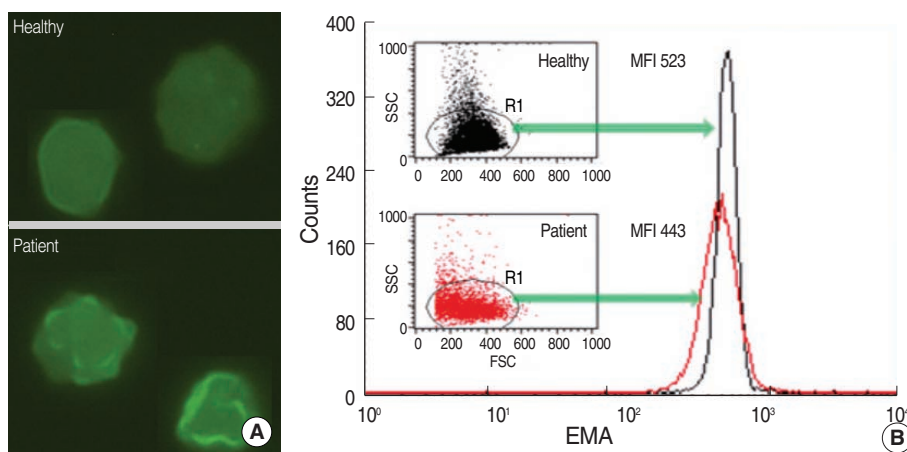 Healthy
Patient
A
Counts
400
320
240
160
80
0
10⁰
10¹
10²
10³
10⁴
EMA
B
1000
SSC
0
Healthy
R1
0 200 400 600 800 1000
MFI 523
1000
SSC
0
Patient
R1
0 200 400 600 800 1000
FSC
MFI 443